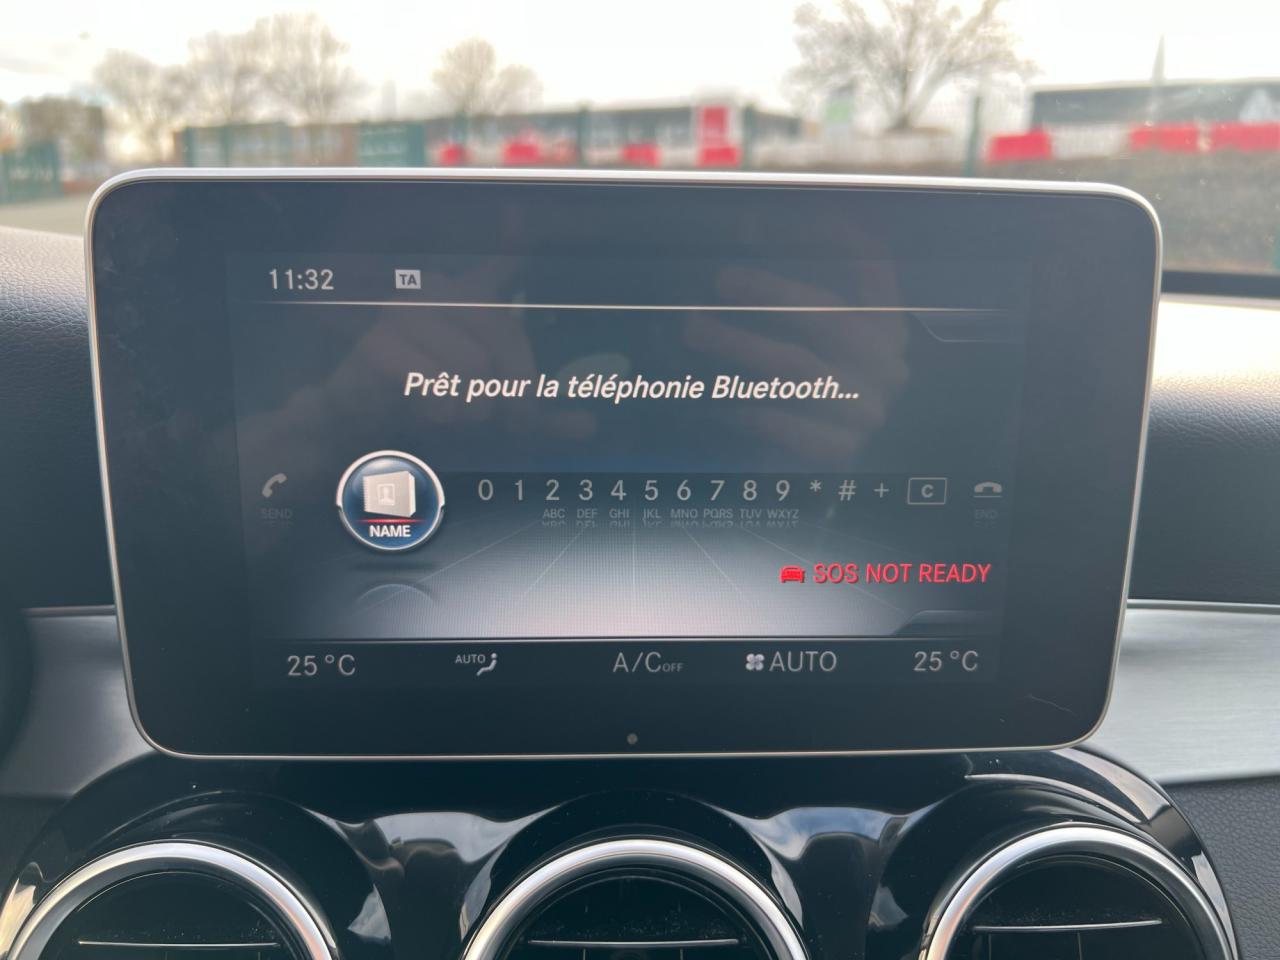 11:32 TA
Prêt pour la téléphonie Bluetooth...
SEND NAME 0 1 2 3 4 5 6 7 8 9 * # + C END
ABC DEF GHI JKL MNO PQRS TUV WXYZ
SOS NOT READY
25°C AUTO A/C OFF AUTO 25°C